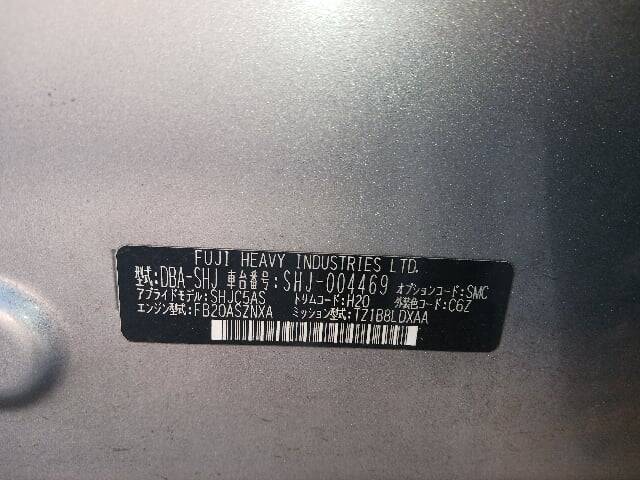 FUJI HEAVY INDUSTRIES LTD.
型式:DBA-SHJ 車台番号:SHJ-004469 オプションコード:SMC
アプライドモデル:SHJC5AS トリムコード:H20 外装色コード:C6Z
エンジン型式:FB20ASZNXA ミッション型式:TZ1B8LDXAA